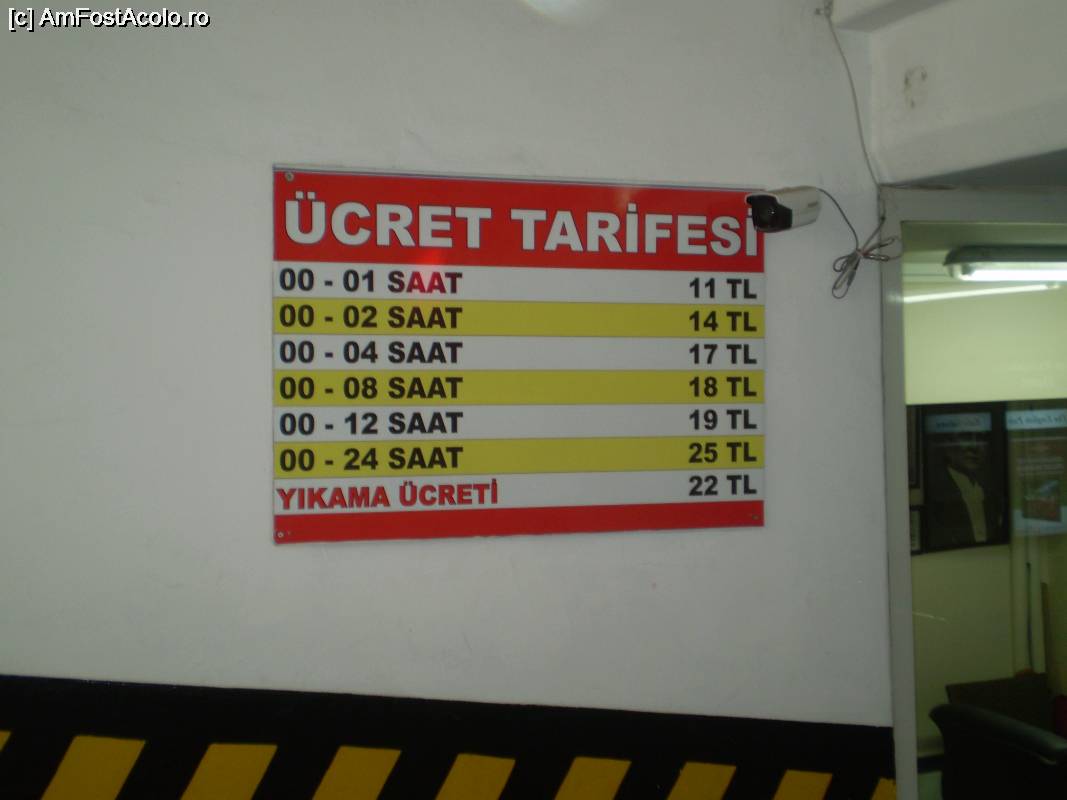 [c] AmFostAcolo.ro
ÜCRET TARİFESİ
00 - 01 SAAT 11 TL
00 - 02 SAAT 14 TL
00 - 04 SAAT 17 TL
00 - 08 SAAT 18 TL
00 - 12 SAAT 19 TL
00 - 24 SAAT 25 TL
YIKAMA ÜCRETİ 22 TL